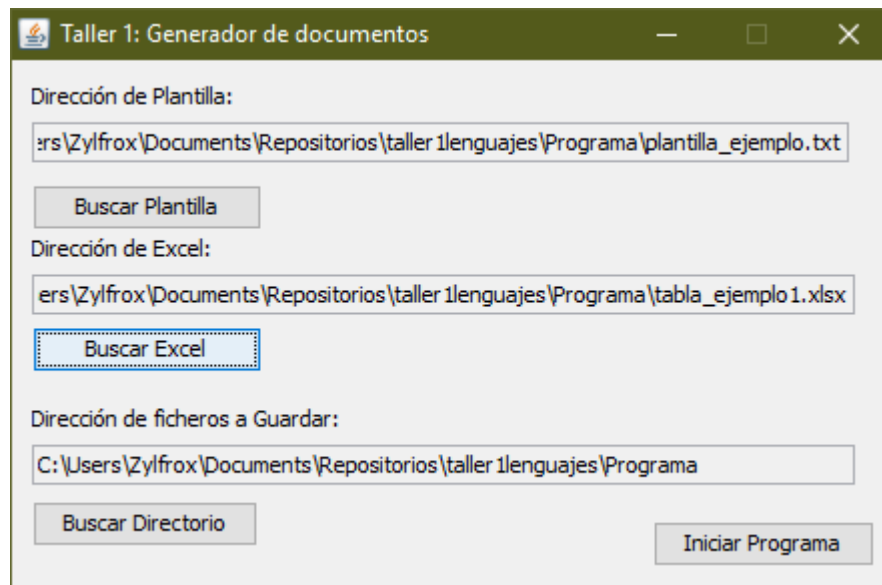 Taller 1: Generador de documentos
Dirección de Plantilla:
ers\Zylfrox\Documents\Repositorios\taller1lenguajes\Programa\plantilla_ejemplo.txt
Buscar Plantilla
Dirección de Excel:
ers\Zylfrox\Documents\Repositorios\taller1lenguajes\Programa\tabla_ejemplo1.xlsx
Buscar Excel
Dirección de ficheros a Guardar:
C:\Users\Zylfrox\Documents\Repositorios\taller1lenguajes\Programa
Buscar Directorio
Iniciar Programa